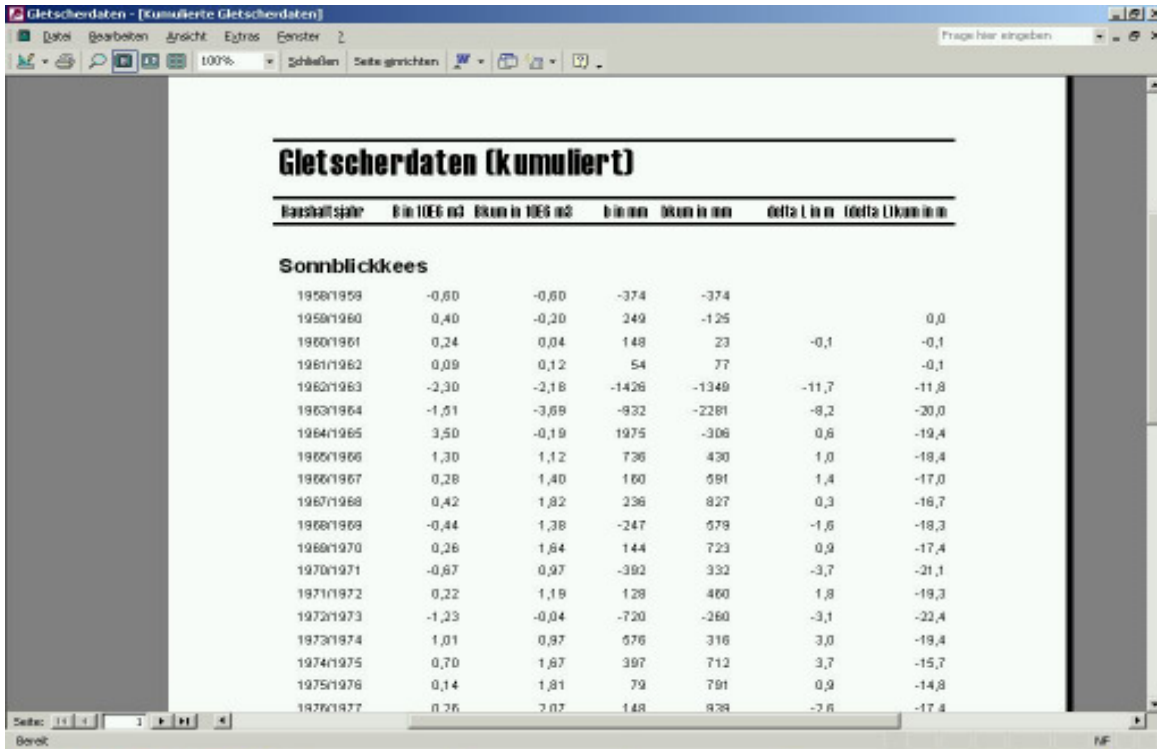 Gletscherdaten - [Kumulierte Gletscherdaten]
Datei Bearbeiten Ansicht Extras Fenster ? Frage hier eingeben
100% Schließen Seite einrichten
Gletscherdaten (kumuliert)
Haushaltsjahr B in 10E6 m3 Bkum in 10E6 m3 b in mm bkum in mm delta L in m (delta L)kum in m
Sonnblickkees
1958/1959 -0,60 -0,60 -374 -374
1959/1960 0,40 -0,20 249 -125 0,0
1960/1961 0,24 0,04 148 23 -0,1 -0,1
1961/1962 0,09 0,12 54 77 -0,1
1962/1963 -2,30 -2,18 -1426 -1349 -11,7 -11,8
1963/1964 -1,51 -3,69 -932 -2281 -8,2 -20,0
1964/1965 3,50 -0,19 1975 -306 0,6 -19,4
1965/1966 1,30 1,12 736 430 1,0 -18,4
1966/1967 0,28 1,40 160 591 1,4 -17,0
1967/1968 0,42 1,82 236 827 0,3 -16,7
1968/1969 -0,44 1,38 -247 579 -1,6 -18,3
1969/1970 0,26 1,64 144 723 0,9 -17,4
1970/1971 -0,67 0,97 -392 332 -3,7 -21,1
1971/1972 0,22 1,19 128 460 1,8 -19,3
1972/1973 -1,23 -0,04 -720 -260 -3,1 -22,4
1973/1974 1,01 0,97 576 316 3,0 -19,4
1974/1975 0,70 1,67 397 712 3,7 -15,7
1975/1976 0,14 1,81 79 791 0,9 -14,8
1976/1977 0,26 2,07 148 939 -2,6 -17,4
Seite: 1
Bereit NF